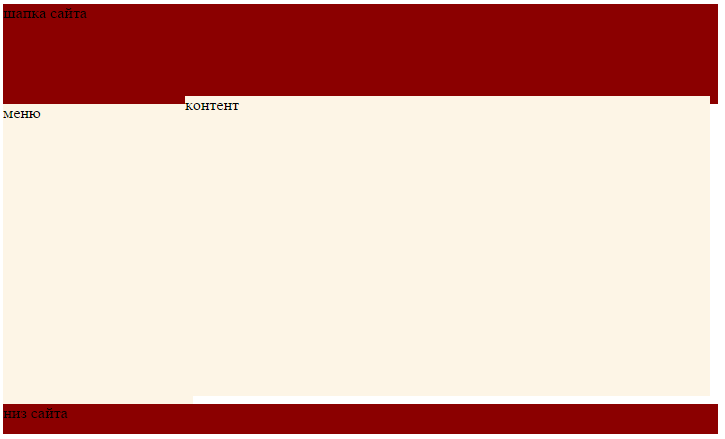 шапка сайта
контент
меню
низ сайта